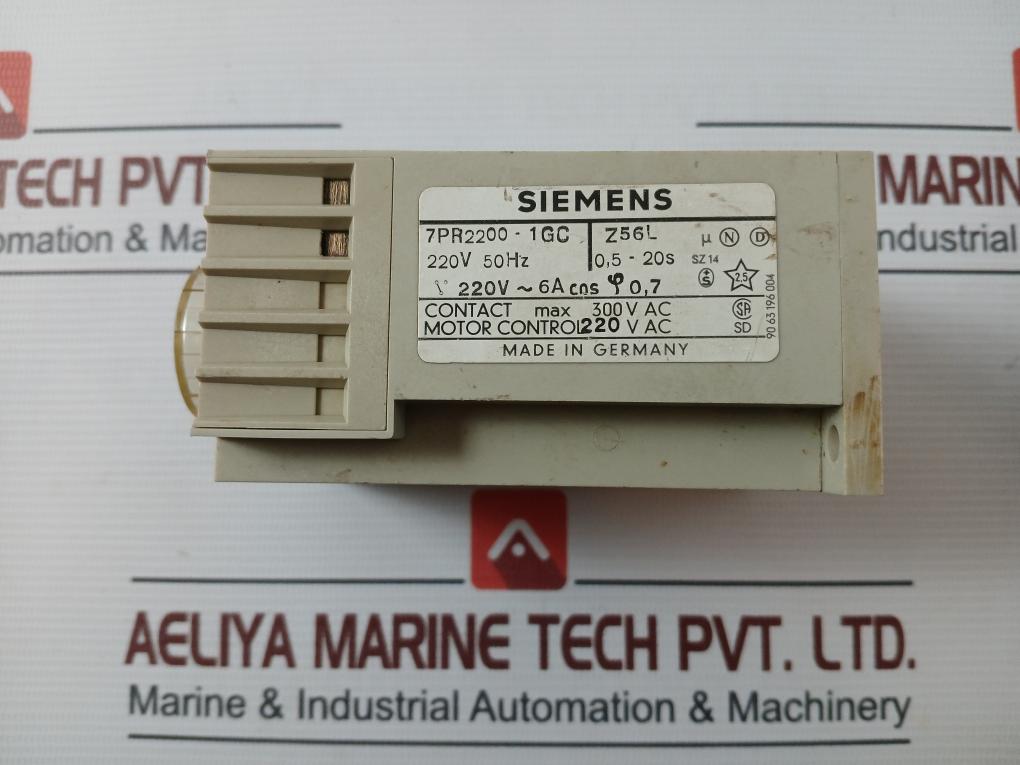 TECH PVT
omation & Ma
MARIN
ndustrial
SIEMENS
7PR2200-1GC Z56L µ N D
220V 50Hz 0,5 - 20s SZ14
220V ~ 6A cos φ 0,7 S 2,5
CONTACT max 300 V AC SA
MOTOR CONTROL 220 V AC SD
90 63 196 004
MADE IN GERMANY
AELIYA MARINE TECH PVT. LTD.
Marine & Industrial Automation & Machinery